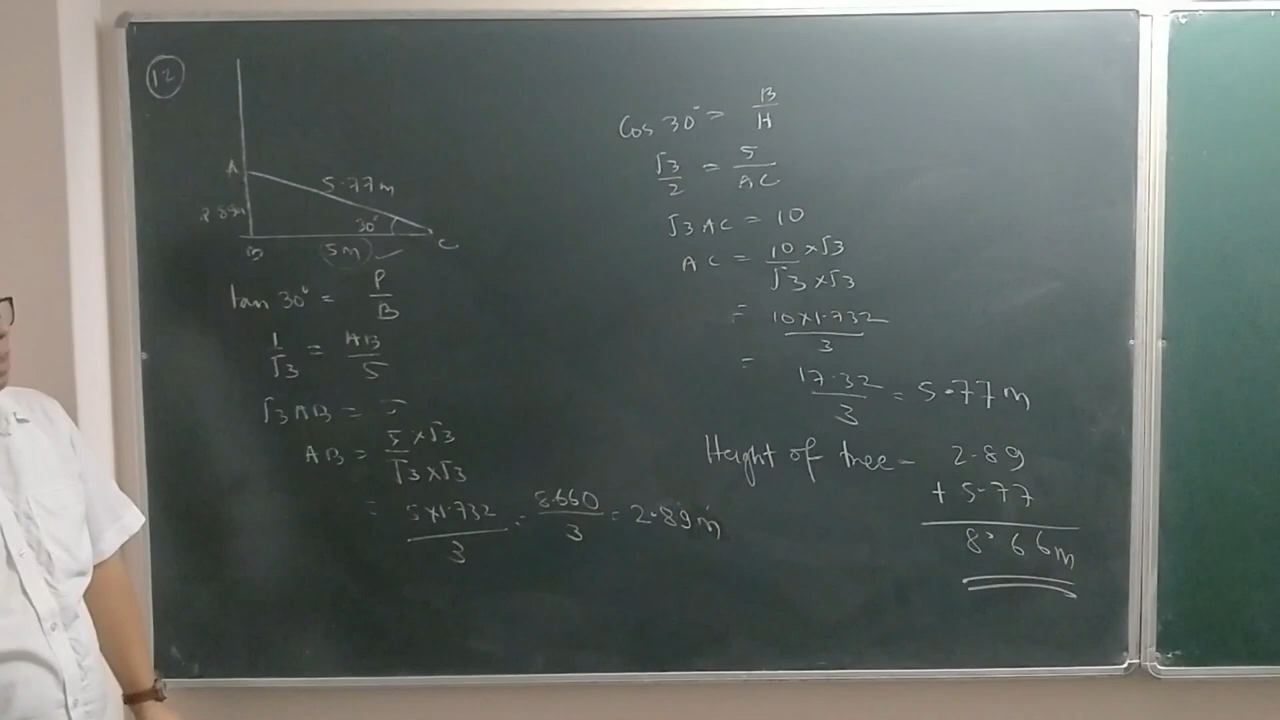 12
A
5.77m
2.89m
30°
B
5m
C
tan 30° = P/B
1/√3 = AB/5
√3 AB = 5
AB = 5×√3/√3×√3
= 5×1.732/3 = 8.660/3 = 2.89m
Cos 30° = B/H
√3/2 = 5/AC
√3 AC = 10
AC = 10×√3/√3×√3
= 10×1.732/3
= 17.32/3 = 5.77m
Height of tree = 2.89
+ 5.77
8.66m